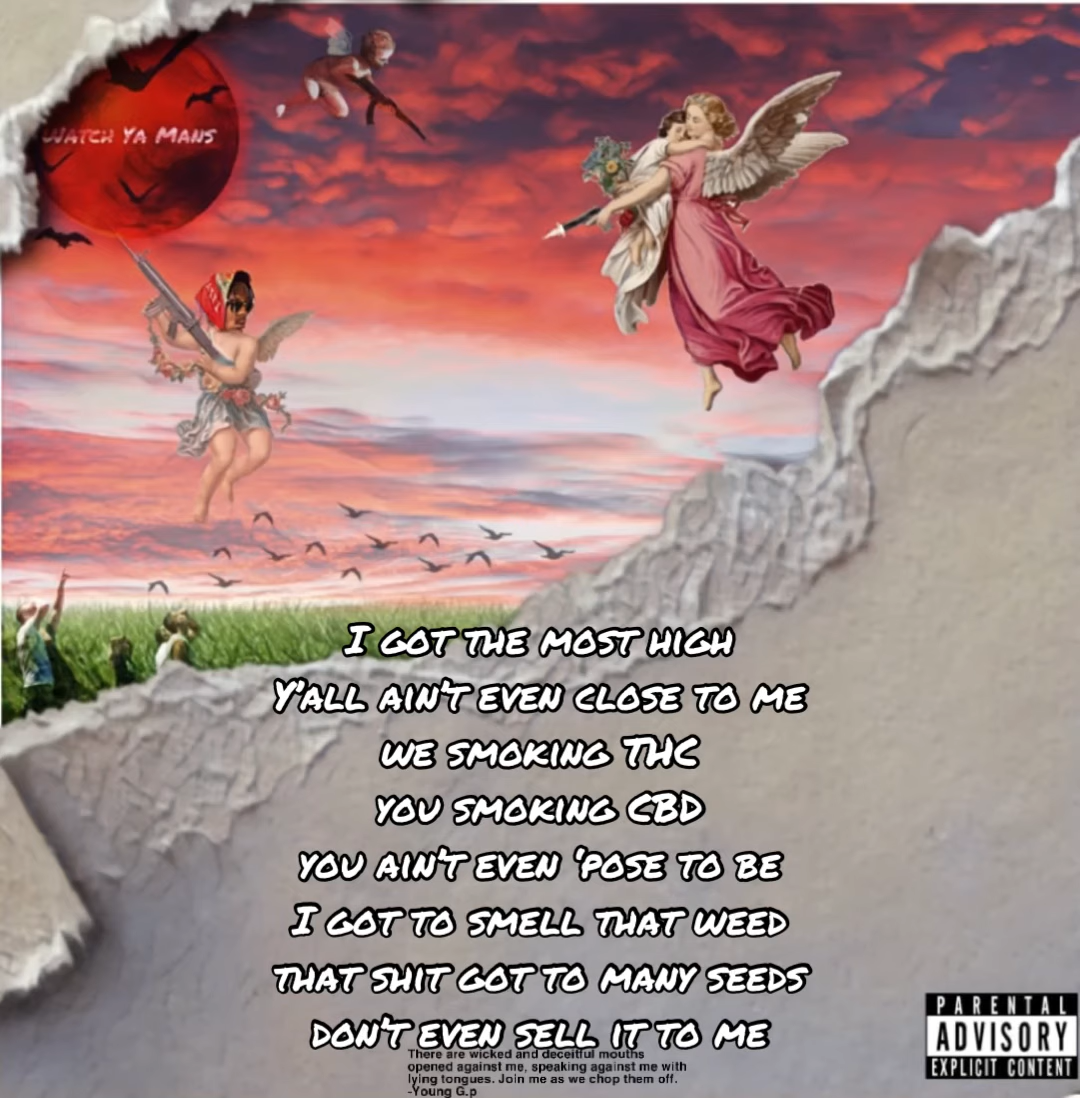 Watch Ya Mans
I got the most high
Y'all ain't even close to me
we smoking THC
you smoking CBD
you ain't even 'pose to be
I got to smell that weed
that shit got to many seeds
don't even sell it to me
There are wicked and deceitful mouths
opened against me, speaking against me with
lying tongues. Join me as we chop them off.
-Young G.p
PARENTAL
ADVISORY
EXPLICIT CONTENT